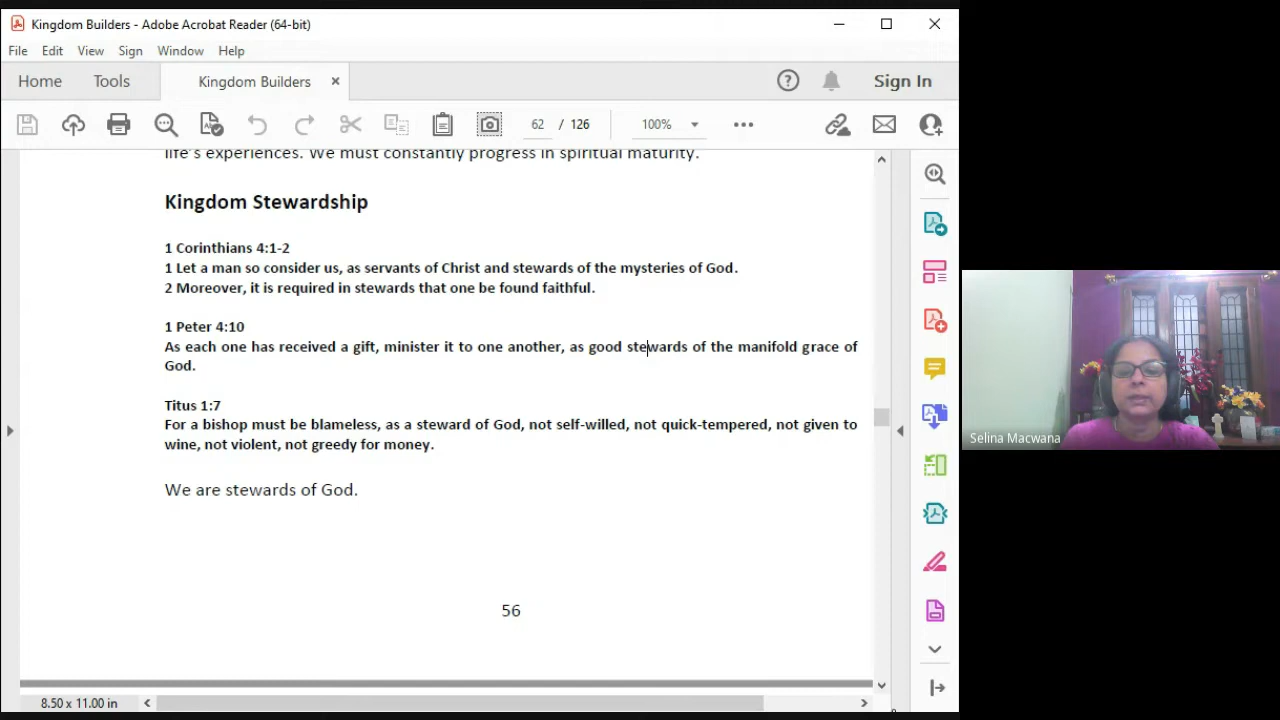 Kingdom Builders - Adobe Acrobat Reader (64-bit)
File Edit View Sign Window Help
Home Tools Kingdom Builders × Sign In
62 / 126 100%
life's experiences. We must constantly progress in spiritual maturity.
Kingdom Stewardship
1 Corinthians 4:1-2
1 Let a man so consider us, as servants of Christ and stewards of the mysteries of God.
2 Moreover, it is required in stewards that one be found faithful.
1 Peter 4:10
As each one has received a gift, minister it to one another, as good stewards of the manifold grace of
God.
Titus 1:7
For a bishop must be blameless, as a steward of God, not self-willed, not quick-tempered, not given to
wine, not violent, not greedy for money.
We are stewards of God.
56
8.50 x 11.00 in
Selina Macwana